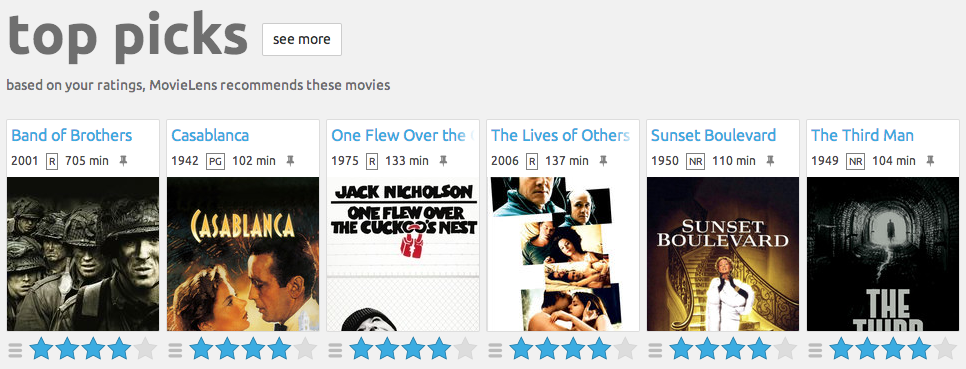 top picks see more
based on your ratings, MovieLens recommends these movies
Band of Brothers
2001 R 705 min
Casablanca
1942 PG 102 min
CASABLANCA
One Flew Over the
1975 R 133 min
JACK NICHOLSON
ONE FLEW OVER
THE CUCKOO'S NEST
The Lives of Others
2006 R 137 min
Sunset Boulevard
1950 NR 110 min
SUNSET
BOULEVARD
The Third Man
1949 NR 104 min
THE
THIRD